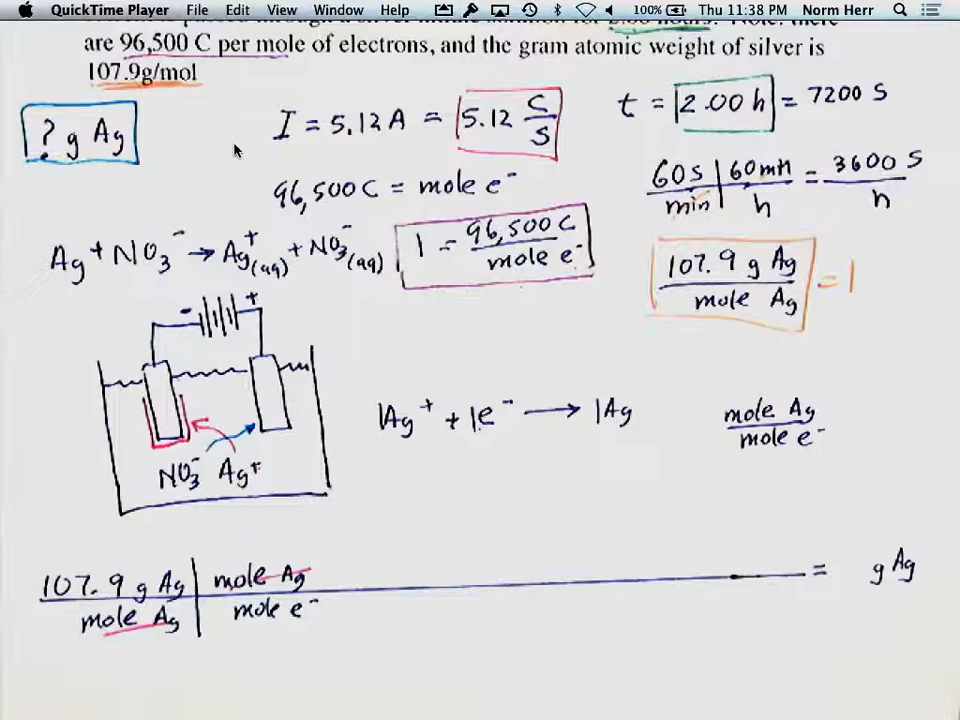 QuickTime Player File Edit View Window Help 100% Thu 11:38 PM Norm Herr
are 96,500 C per mole of electrons, and the gram atomic weight of silver is
107.9g/mol
? g Ag
I = 5.12 A = 5.12 C/S
t = 2.00 h = 7200 S
96,500 C = mole e⁻
60 S/min | 60 min/h = 3600 S/h
Ag⁺NO₃⁻ → Ag⁺(aq) + NO₃⁻(aq)
1 = 96,500 C/mole e⁻
107.9 g Ag/mole Ag = 1
- +
1Ag⁺ + 1e⁻ → 1Ag
mole Ag/mole e⁻
NO₃⁻ Ag⁺
107.9 g Ag/mole Ag | mole Ag/mole e⁻ = g Ag